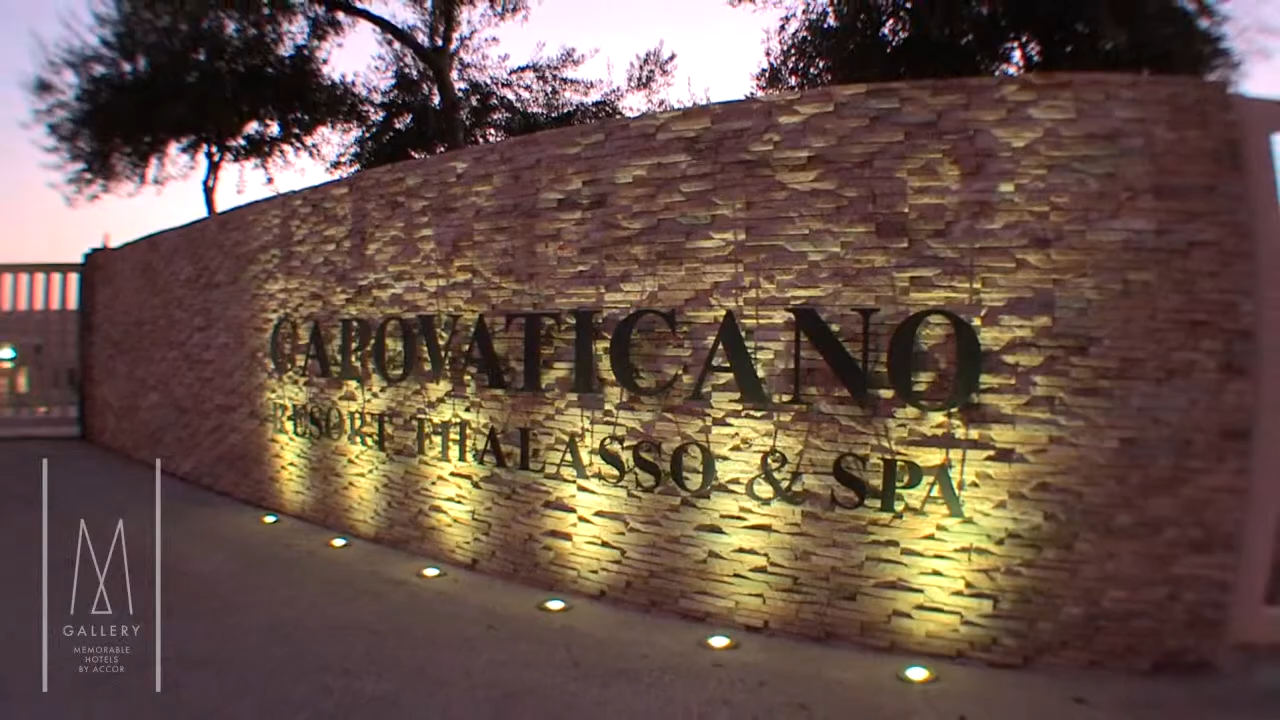 CAPOVATICANO
RESORT THALASSO & SPA
M
GALLERY
MEMORABLE
HOTELS
BY ACCOR